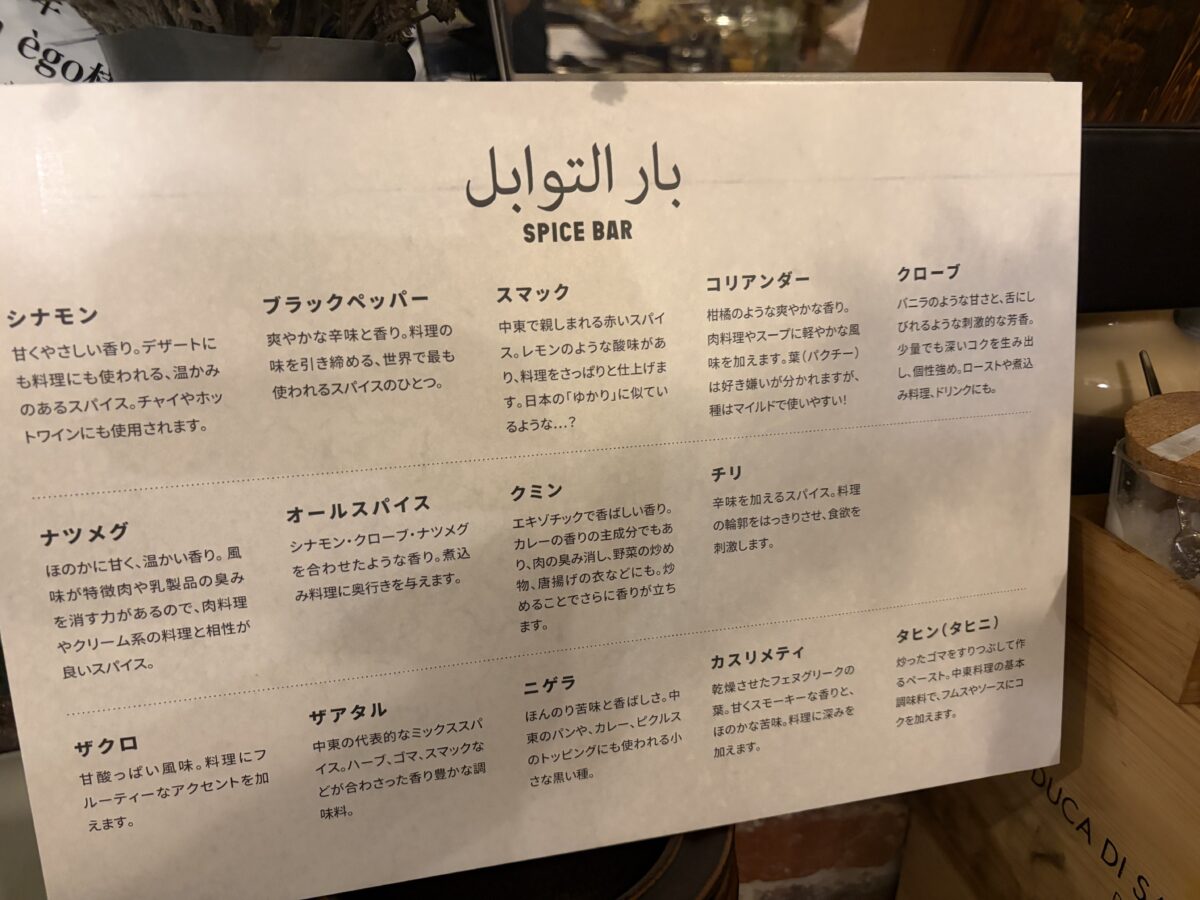 égo
بار التوابل
SPICE BAR
シナモン
甘くやさしい香り。デザートに
も料理にも使われる、温かみ
のあるスパイス。チャイやホッ
トワインにも使用されます。
ブラックペッパー
爽やかな辛味と香り。料理の
味を引き締める、世界で最も
使われるスパイスのひとつ。
スマック
中東で親しまれる赤いスパイ
ス。レモンのような酸味があ
り、料理をさっぱりと仕上げま
す。日本の「ゆかり」に似てい
るような…？
コリアンダー
柑橘のような爽やかな香り。
肉料理やスープに軽やかな風
味を加えます。葉（パクチー）
は好き嫌いが分かれますが、
種はマイルドで使いやすい！
クローブ
バニラのような甘さと、舌にし
びれるような刺激的な芳香。
少量でも深いコクを生み出
し、個性強め。ローストや煮込
み料理、ドリンクにも。
ナツメグ
ほのかに甘く、温かい香り。風
味が特徴肉や乳製品の臭み
を消す力があるので、肉料理
やクリーム系の料理と相性が
良いスパイス。
オールスパイス
シナモン・クローブ・ナツメグ
を合わせたような香り。煮込
み料理に奥行きを与えます。
クミン
エキゾチックで香ばしい香り。
カレーの香りの主成分でもあ
り、肉の臭み消し、野菜の炒め
物、唐揚げの衣などにも。炒
めることでさらに香りが立ち
ます。
チリ
辛味を加えるスパイス。料理
の輪郭をはっきりさせ、食欲を
刺激します。
ザクロ
甘酸っぱい風味。料理にフ
ルーティーなアクセントを加
えます。
ザアタル
中東の代表的なミックススパ
イス。ハーブ、ゴマ、スマックな
どが合わさった香り豊かな調
味料。
ニゲラ
ほんのり苦味と香ばしさ。中
東のパンや、カレー、ピクルス
のトッピングにも使われる小
さな黒い種。
カスリメティ
乾燥させたフェヌグリークの
葉。甘くスモーキーな香りと、
ほのかな苦味。料理に深みを
加えます。
タヒン（タヒニ）
炒ったゴマをすりつぶして作
るペースト。中東料理の基本
調味料で、フムスやソースにコ
クを加えます。
DUCA DI